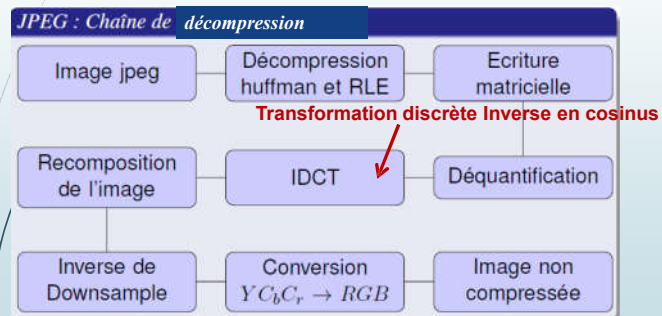 JPEG : Chaîne de décompression
Image jpeg
Décompression
huffman et RLE
Ecriture
matricielle
Transformation discrète Inverse en cosinus
Recomposition
de l'image
IDCT
Déquantification
Inverse de
Downsample
Conversion
YC_bC_r → RGB
Image non
compressée